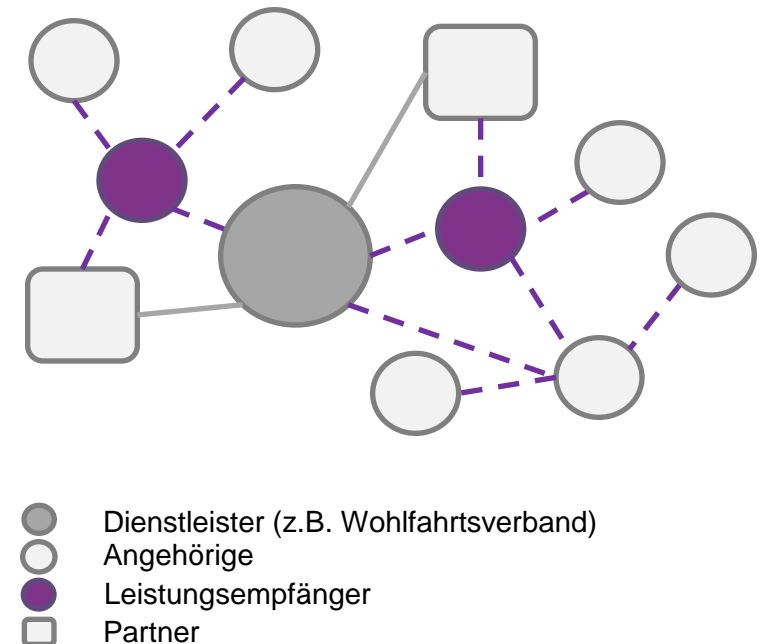 Dienstleister (z.B. Wohlfahrtsverband)
Angehörige
Leistungsempfänger
Partner